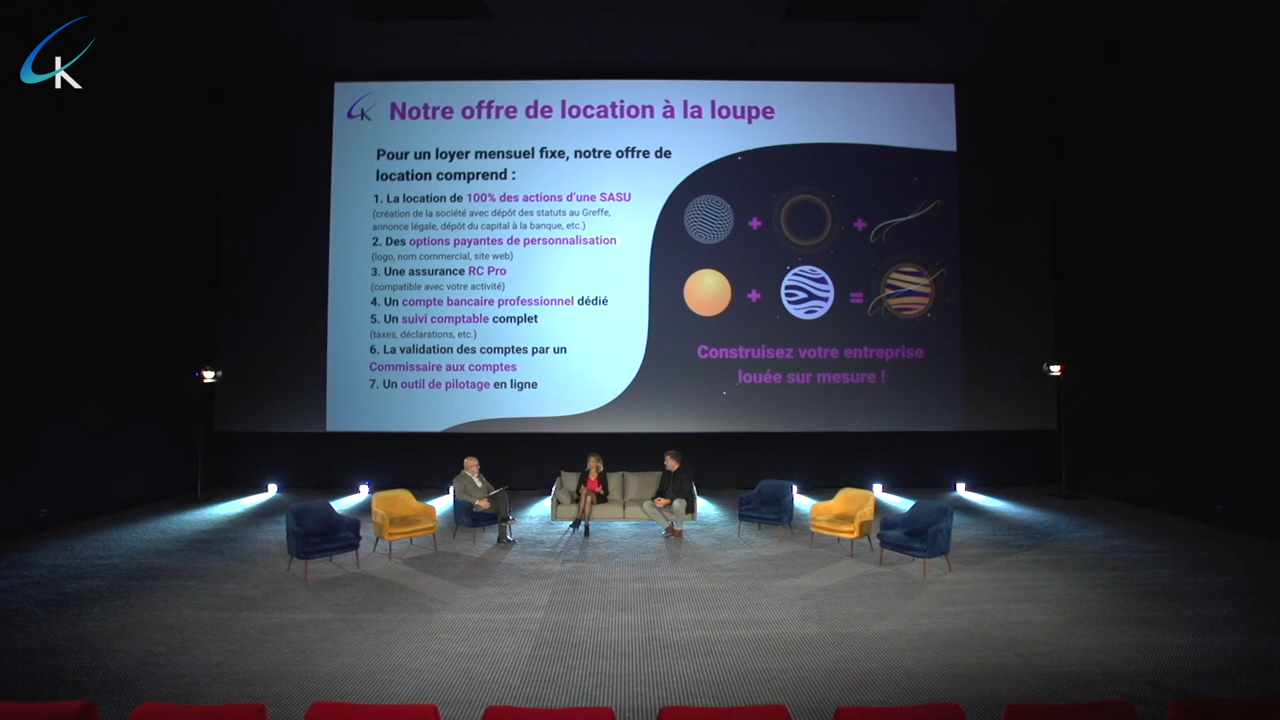 K
K Notre offre de location à la loupe
Pour un loyer mensuel fixe, notre offre de
location comprend :
1. La location de 100% des actions d'une SASU
(création de la société avec dépôt des statuts au Greffe,
annonce légale, dépôt du capital à la banque, etc.)
2. Des options payantes de personnalisation
(logo, nom commercial, site web)
3. Une assurance RC Pro
(compatible avec votre activité)
4. Un compte bancaire professionnel dédié
5. Un suivi comptable complet
(taxes, déclarations, etc.)
6. La validation des comptes par un
Commissaire aux comptes
7. Un outil de pilotage en ligne
+ +
+ =
Construisez votre entreprise
louée sur mesure !